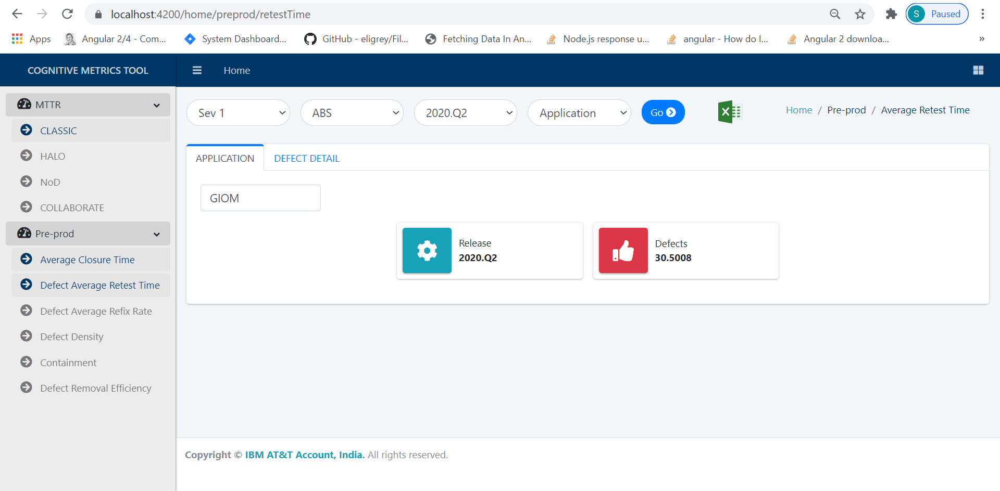 localhost:4200/home/preprod/retestTime
S Paused
Apps Angular 2/4 - Com... System Dashboard... GitHub - eligrey/Fil... Fetching Data In An... Node.js response u... angular - How do I... Angular 2 downloa... »
COGNITIVE METRICS TOOL
Home
MTTR
CLASSIC
HALO
NoD
COLLABORATE
Pre-prod
Average Closure Time
Defect Average Retest Time
Defect Average Refix Rate
Defect Density
Containment
Defect Removal Efficiency
Sev 1 ABS 2020.Q2 Application Go
Home / Pre-prod / Average Retest Time
APPLICATION DEFECT DETAIL
GIOM
Release
2020.Q2
Defects
30.5008
Copyright © IBM AT&T Account, India. All rights reserved.